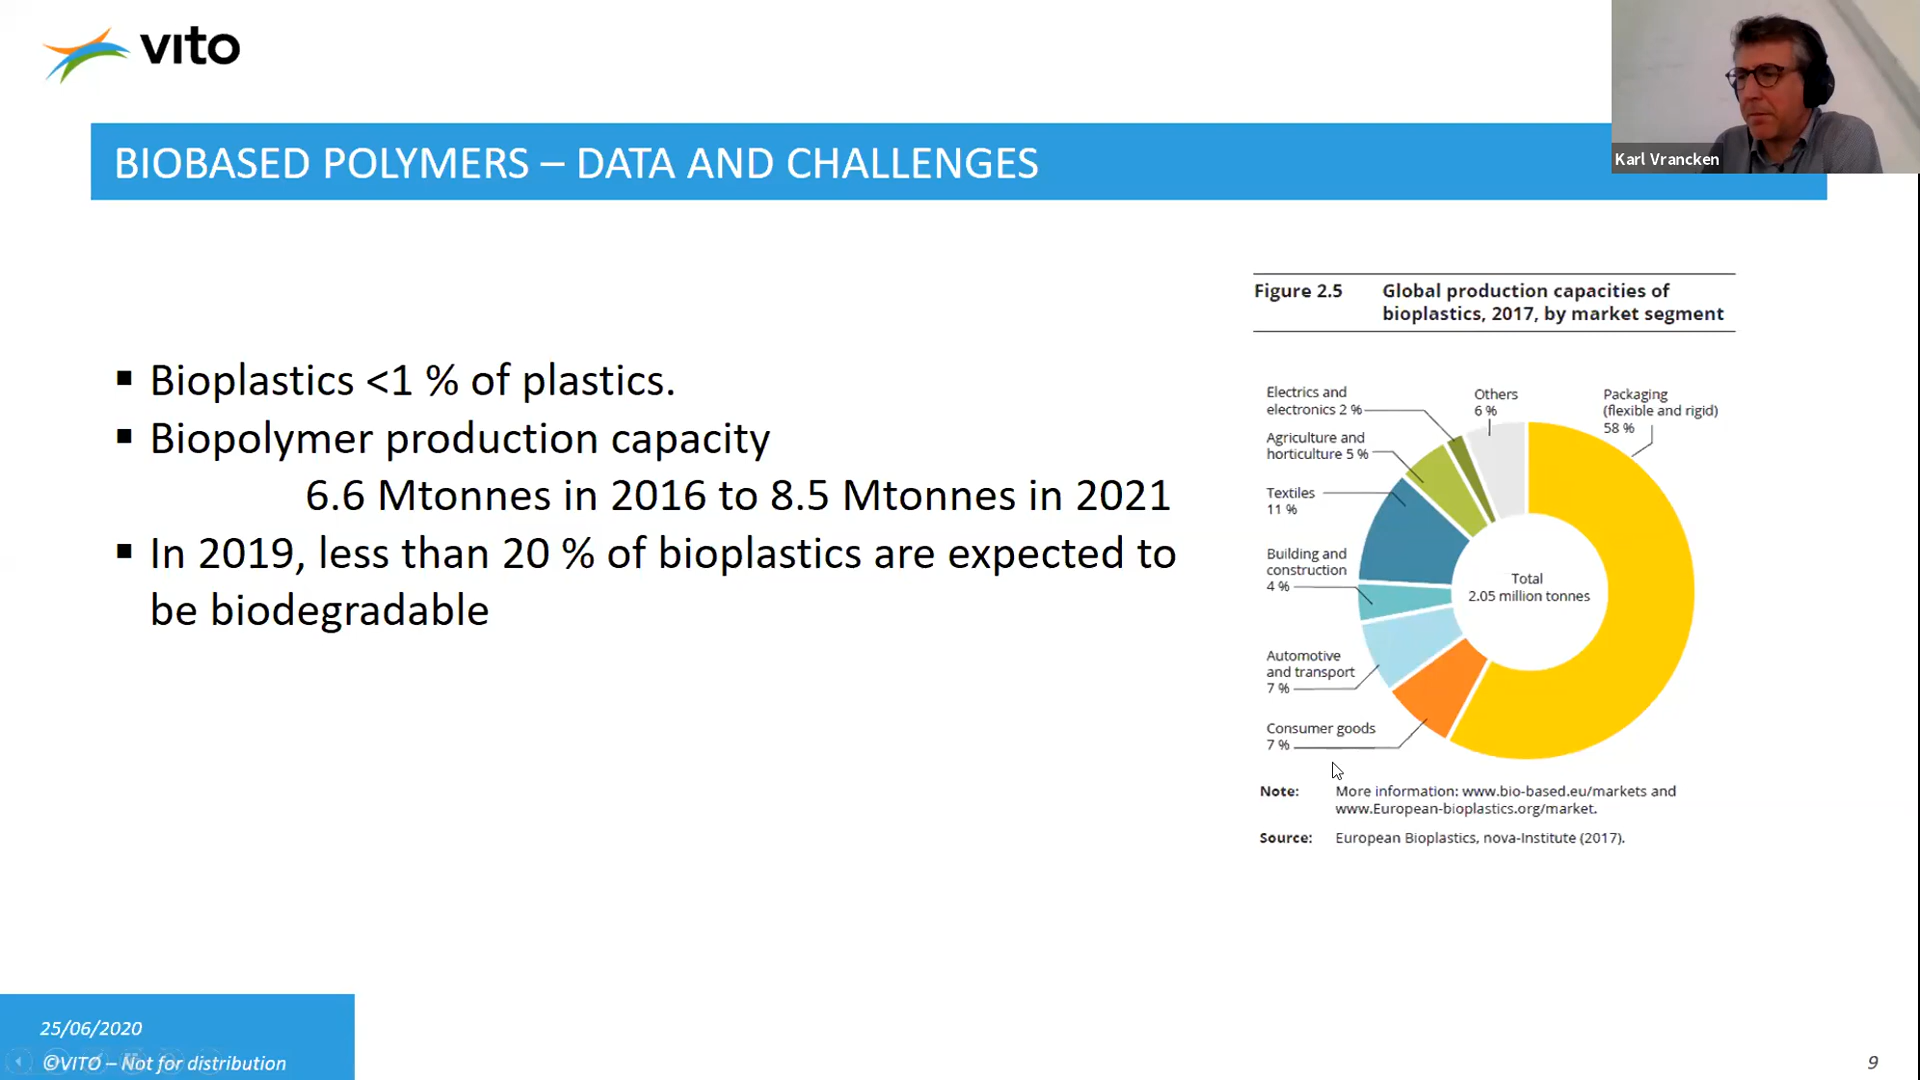 vito
Karl Vrancken
BIOBASED POLYMERS – DATA AND CHALLENGES
▪ Bioplastics <1 % of plastics.
▪ Biopolymer production capacity
6.6 Mtonnes in 2016 to 8.5 Mtonnes in 2021
▪ In 2019, less than 20 % of bioplastics are expected to
be biodegradable
Figure 2.5 Global production capacities of
bioplastics, 2017, by market segment
Electrics and
electronics 2 %
Others
6 %
Packaging
(flexible and rigid)
58 %
Agriculture and
horticulture 5 %
Textiles
11 %
Building and
construction
4 %
Total
2.05 million tonnes
Automotive
and transport
7 %
Consumer goods
7 %
Note: More information: www.bio-based.eu/markets and
www.European-bioplastics.org/market.
Source: European Bioplastics, nova-Institute (2017).
25/06/2020
©VITO – Not for distribution
9